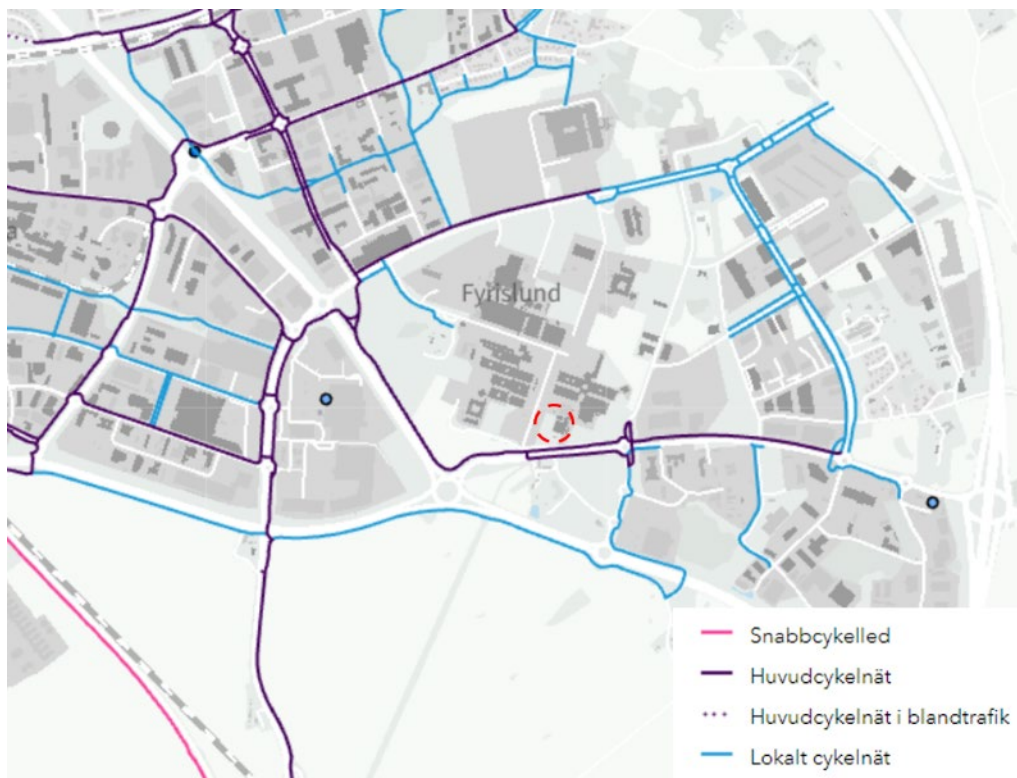 a
Fyrislund
Snabbcykelled
Huvudcykelnät
Huvudcykelnät i blandtrafik
Lokalt cykelnät